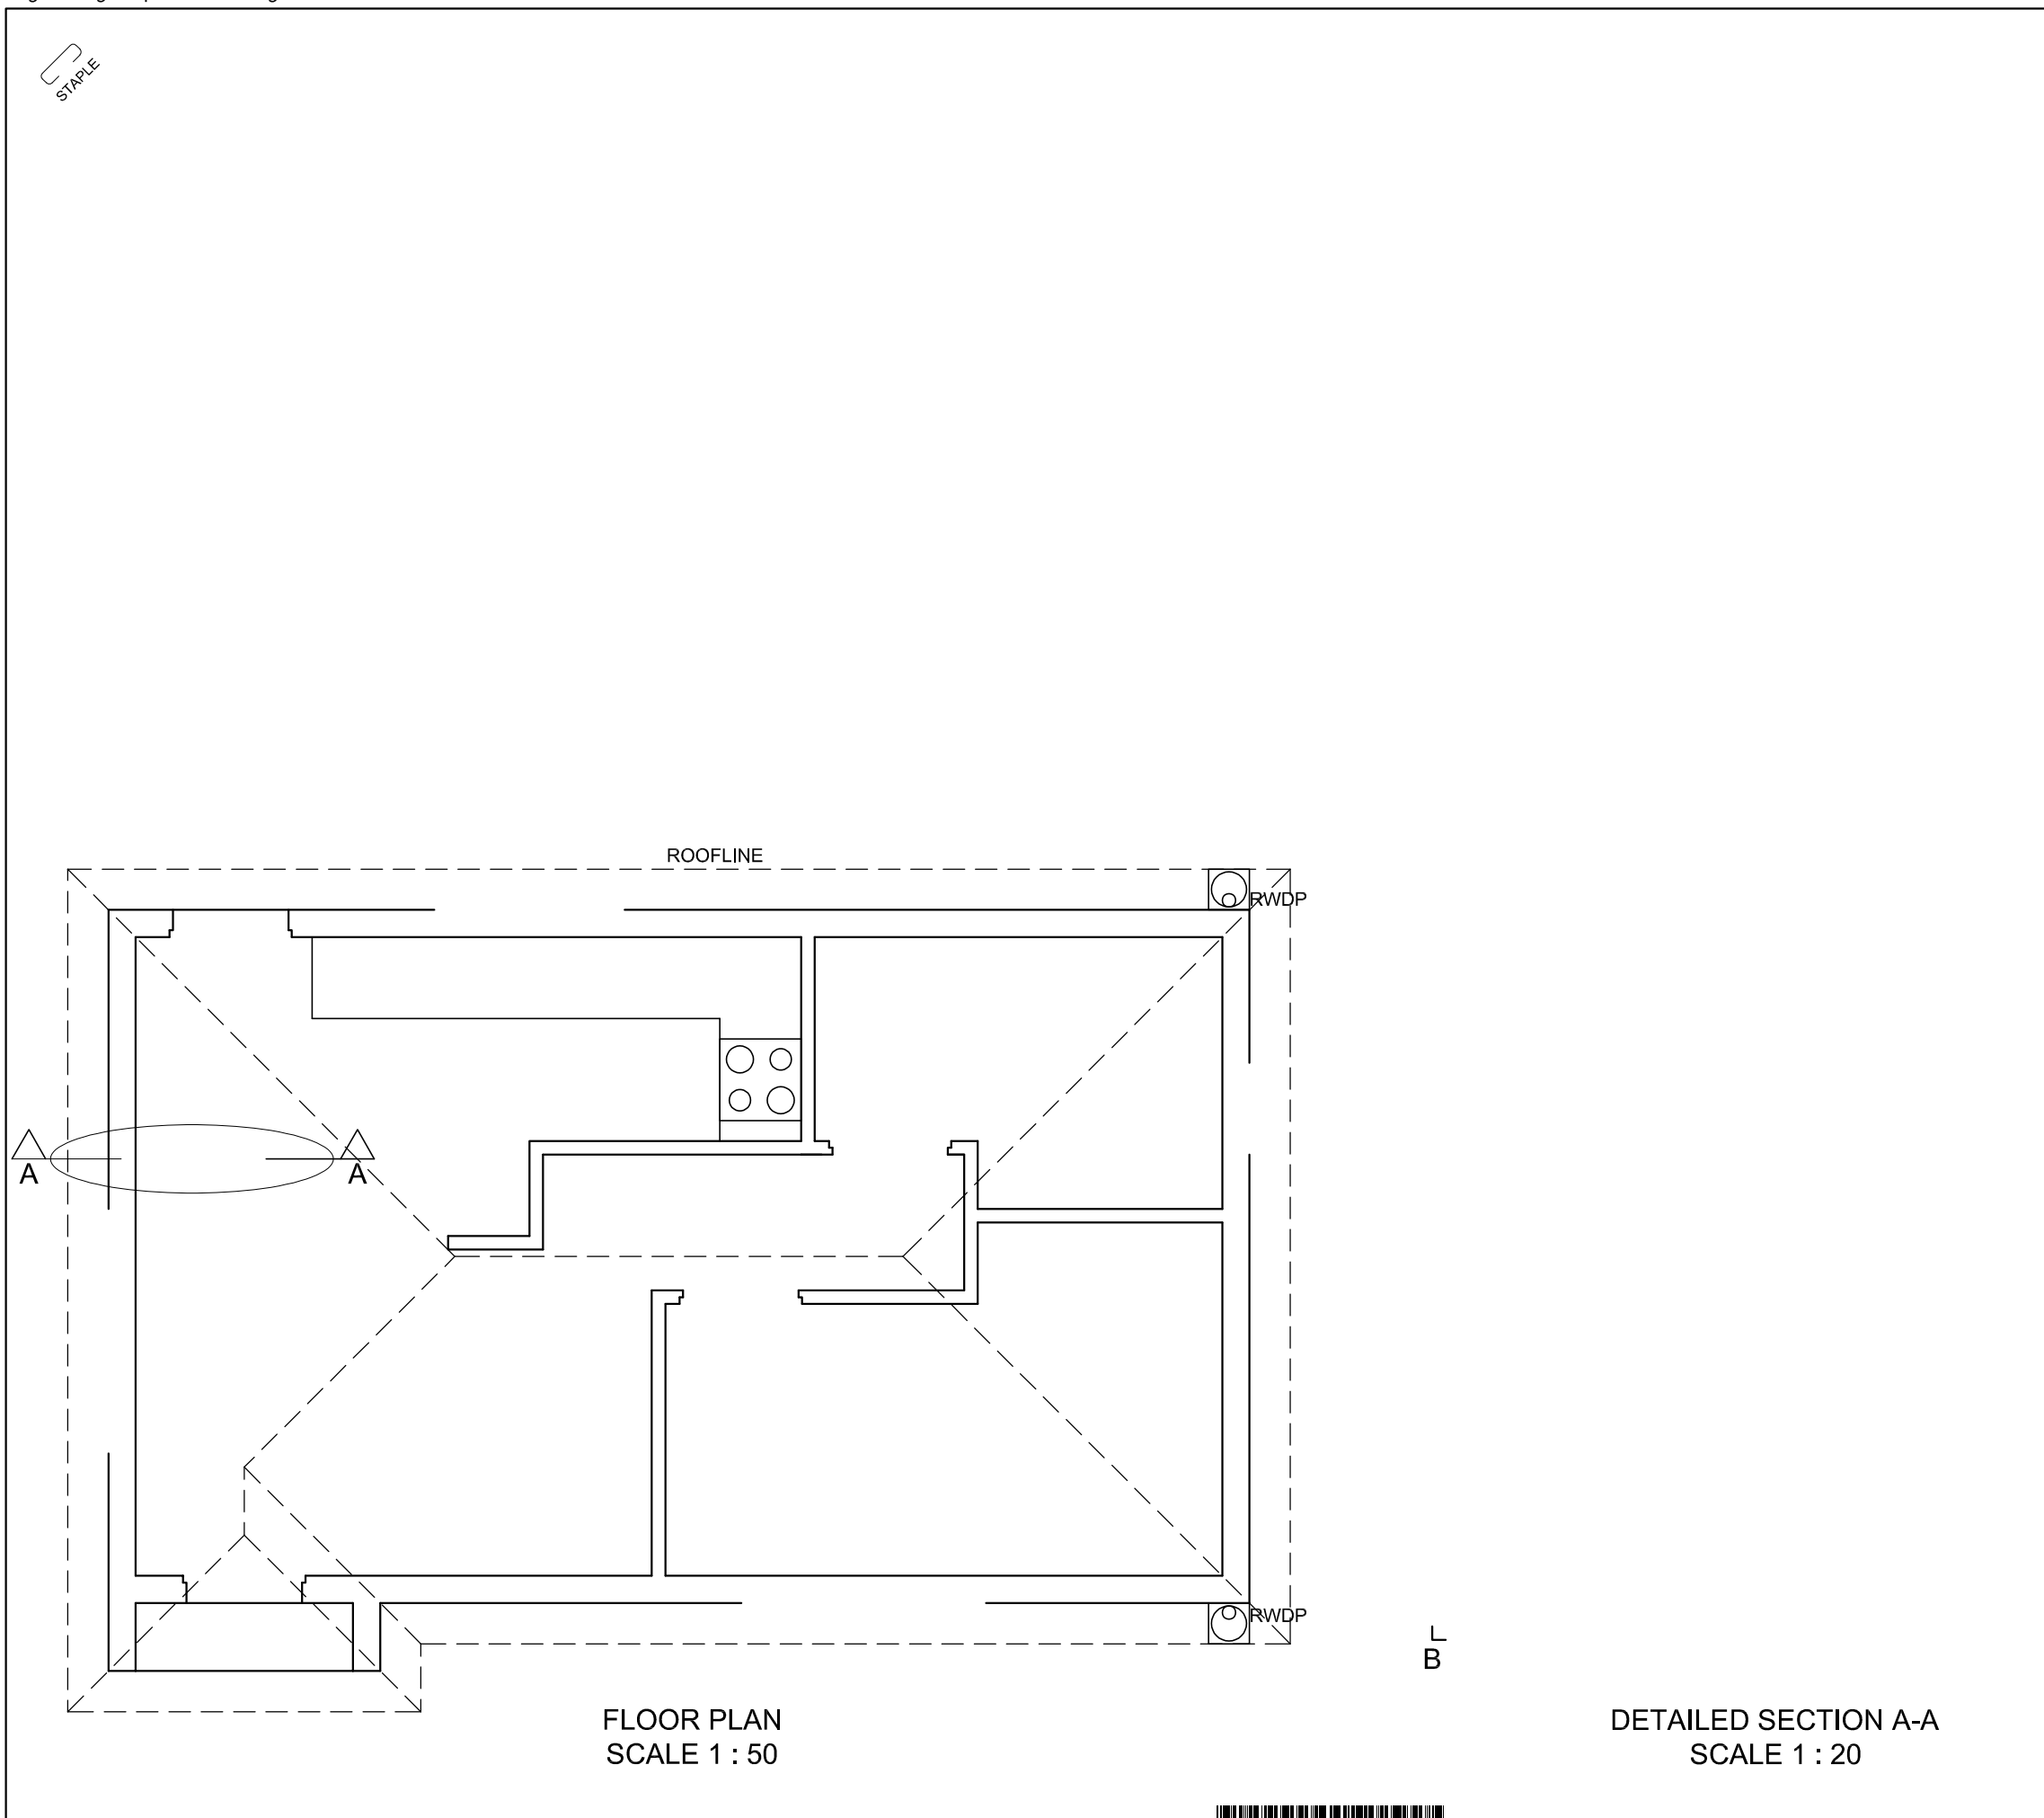 STAPLE
ROOFLINE
RWDP
A
A
RWDP
B
FLOOR PLAN
SCALE 1 : 50
DETAILED SECTION A-A
SCALE 1 : 20